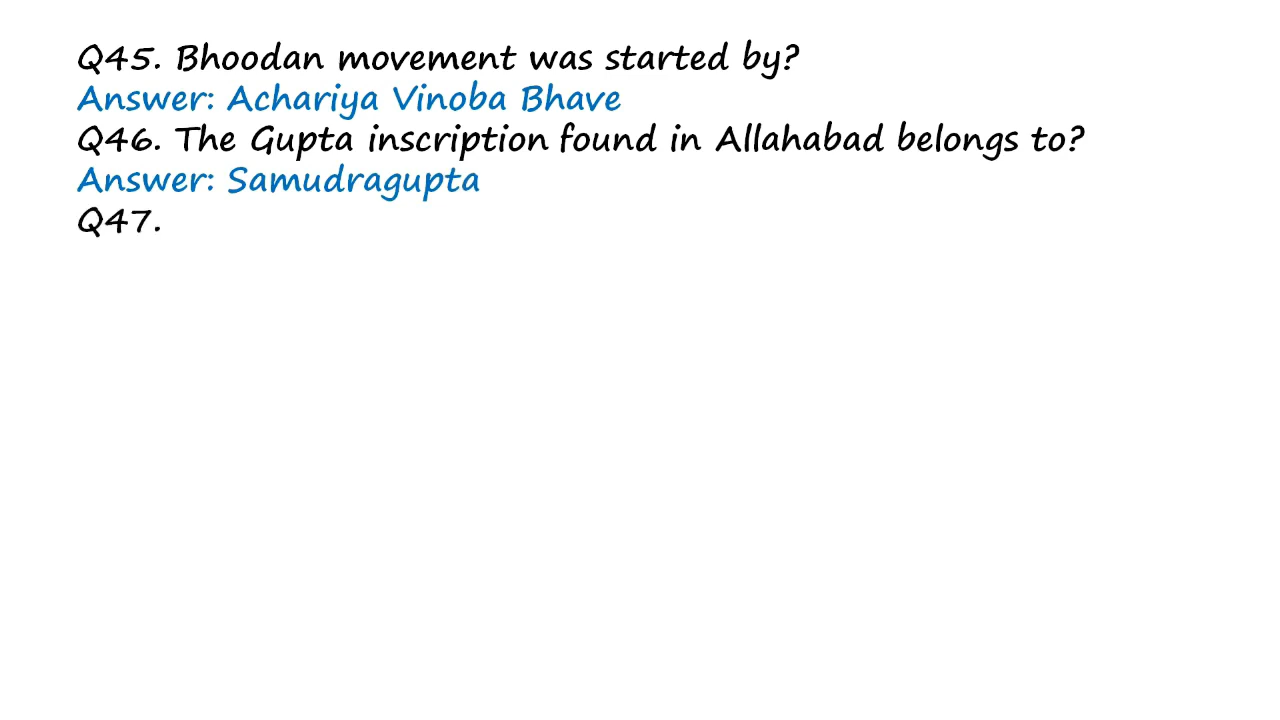 Q45. Bhoodan movement was started by?
Answer: Achariya Vinoba Bhave
Q46. The Gupta inscription found in Allahabad belongs to?
Answer: Samudragupta
Q47.